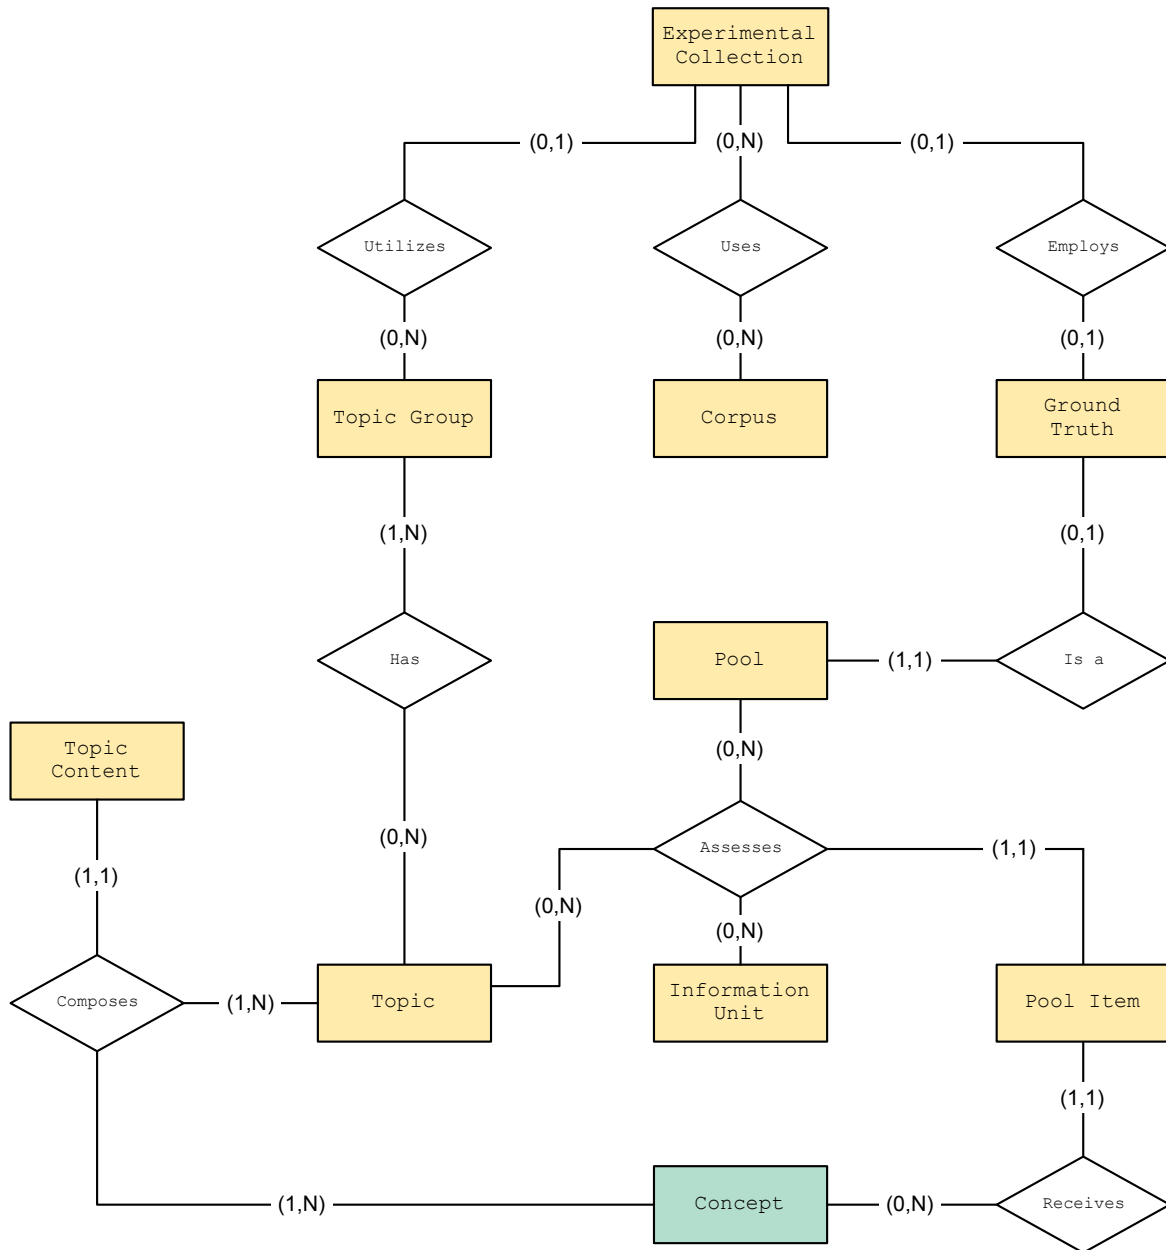 Experimental
Collection
(0,1)
(0,N)
(0,1)
Utilizes
Uses
Employs
(0,N)
(0,N)
(0,1)
Topic Group
Corpus
Ground
Truth
(1,N)
(0,1)
Has
Pool
(1,1)
Is a
Topic
Content
(0,N)
(0,N)
Assesses
(1,1)
(1,1)
(0,N)
(0,N)
Composes
(1,N)
Topic
Information
Unit
Pool Item
(1,1)
(1,N)
Concept
(0,N)
Receives